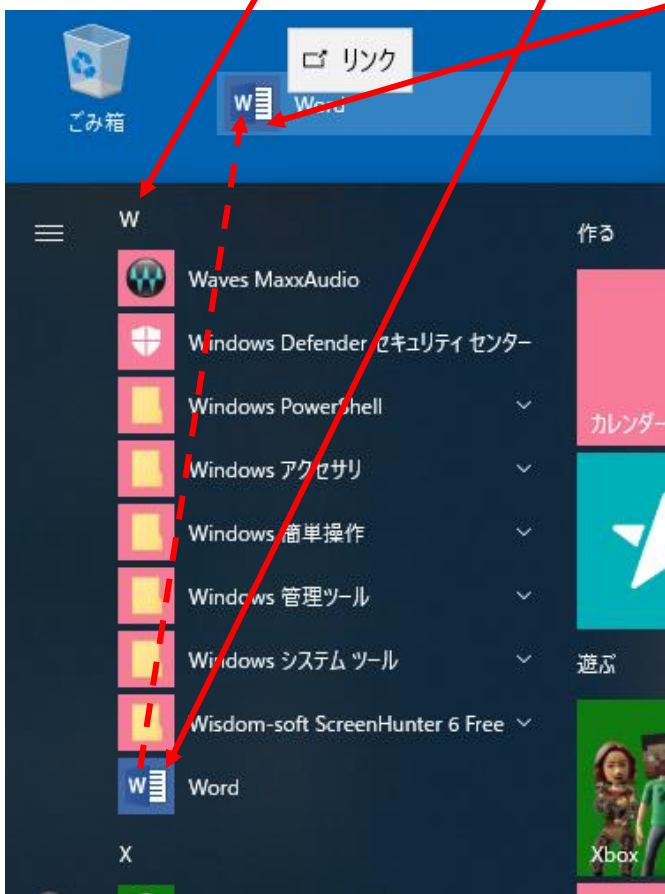 リンク
Word
ごみ箱
W
作る
Waves MaxxAudio
Windows Defender セキュリティ センター
Windows PowerShell
カレンダー
Windows アクセサリ
Windows 簡単操作
Windows 管理ツール
Windows システム ツール
遊ぶ
Wisdom-soft ScreenHunter 6 Free
Word
X
Xbox